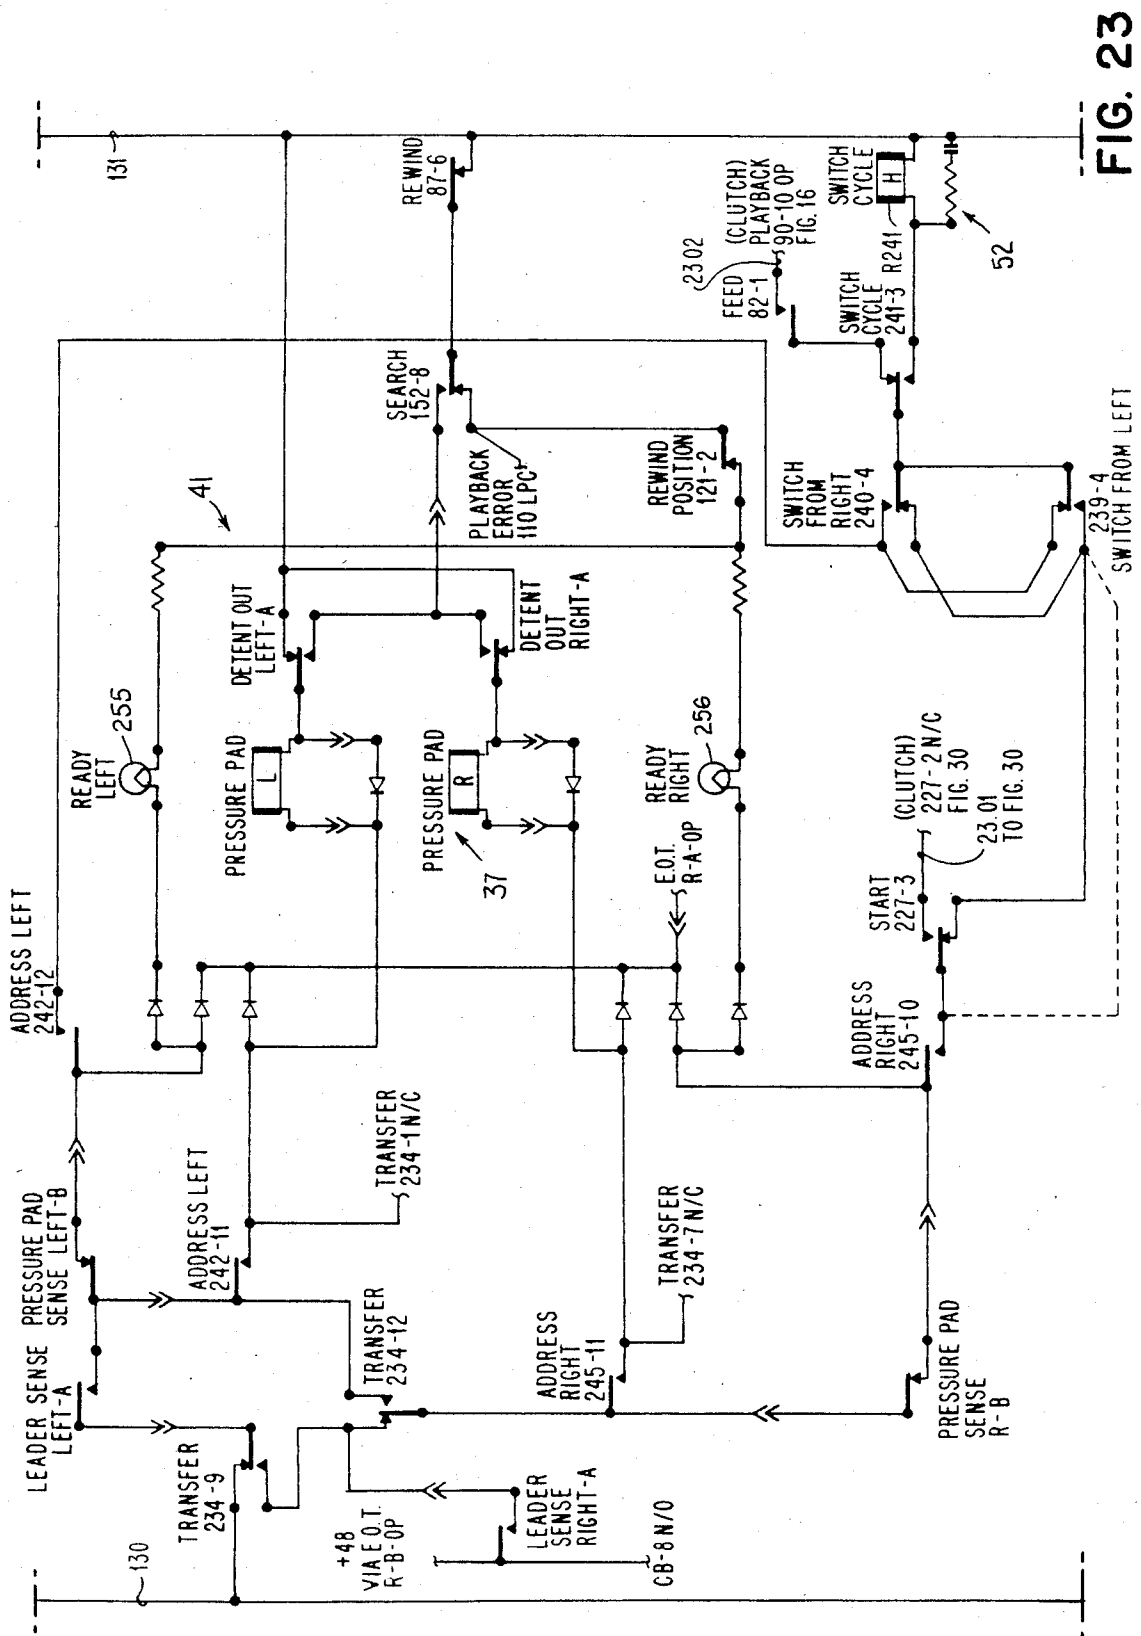 131
REWIND
87-6
(CLUTCH)
PLAYBACK
90-10 OP
FIG. 16
23.02
FEED
82-1
SWITCH
CYCLE
H
R241
52
SWITCH
CYCLE
241-3
SEARCH
152-8
PLAYBACK
ERROR
110 LPC
REWIND
POSITION
121-2
SWITCH
FROM
RIGHT
240-4
239-4
SWITCH FROM LEFT
41
DETENT OUT
LEFT-A
DETENT
OUT
RIGHT-A
READY
LEFT
255
PRESSURE PAD
L
PRESSURE PAD
R
37
READY
RIGHT
256
E.O.T.
R-A-OP
(CLUTCH)
227-2 N/C
FIG. 30
23.01
TO FIG. 30
START
227-3
ADDRESS LEFT
242-12
ADDRESS
RIGHT
245-10
PRESSURE PAD
SENSE LEFT-B
ADDRESS LEFT
242-11
TRANSFER
234-1 N/C
TRANSFER
234-7 N/C
LEADER SENSE
LEFT-A
TRANSFER
234-12
ADDRESS
RIGHT
245-11
PRESSURE PAD
SENSE
R-B
TRANSFER
234-9
+48
VIA E.O.T.
R-B-OP
LEADER
SENSE
RIGHT-A
CB-8 N/O
130
FIG. 23